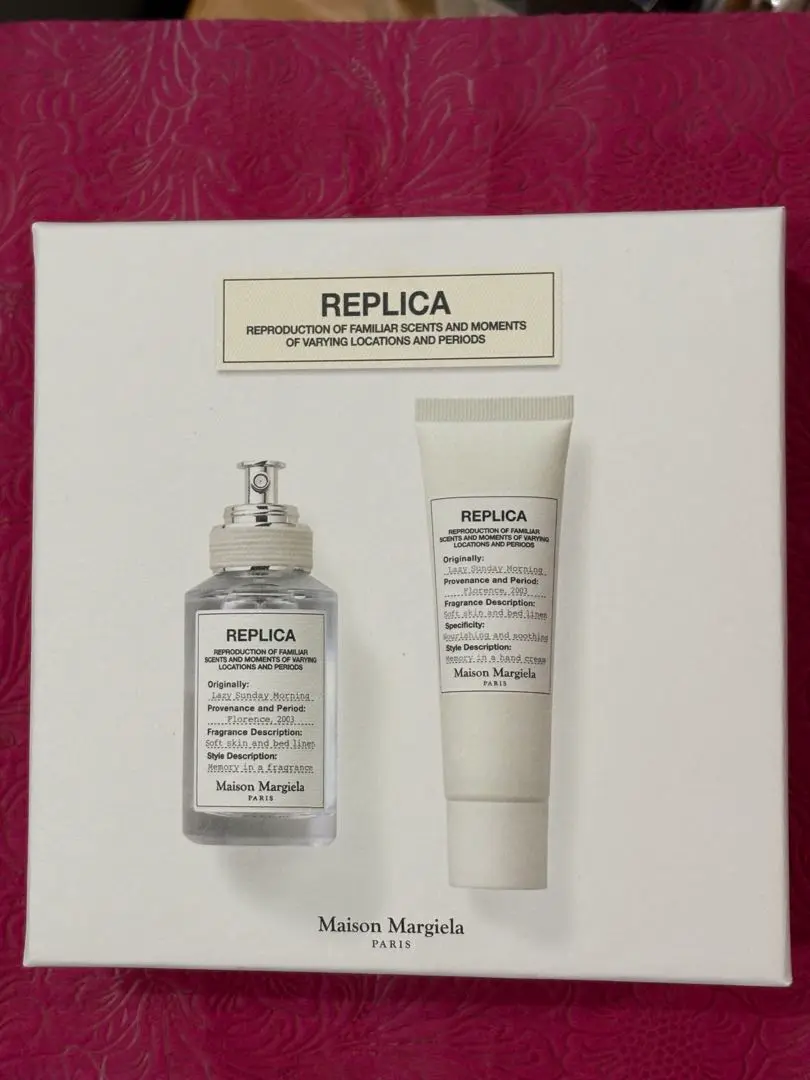 REPLICA
REPRODUCTION OF FAMILIAR SCENTS AND MOMENTS
OF VARYING LOCATIONS AND PERIODS
REPLICA
REPRODUCTION OF FAMILIAR
SCENTS AND MOMENTS OF VARYING
LOCATIONS AND PERIODS
Originally:
Lazy Sunday Morning
Provenance and Period:
Florence, 2003
Fragrance Description:
Soft skin and bed linen
Style Description:
Memory in a fragrance
Maison Margiela
PARIS
REPLICA
REPRODUCTION OF FAMILIAR
SCENTS AND MOMENTS OF VARYING
LOCATIONS AND PERIODS
Originally:
Lazy Sunday Morning
Provenance and Period:
Florence, 2003
Fragrance Description:
Soft skin and bed linen
Specificity:
Nourishing and soothing
Style Description:
Memory in a hand cream
Maison Margiela
PARIS
Maison Margiela
PARIS